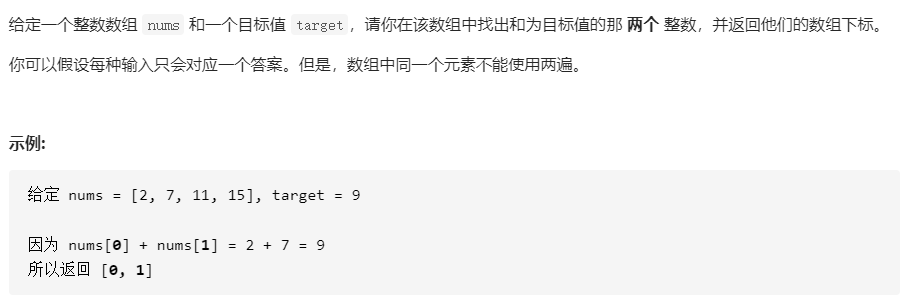 给定一个整数数组 nums 和一个目标值 target，请你在该数组中找出和为目标值的那 两个 整数，并返回他们的数组下标。
你可以假设每种输入只会对应一个答案。但是，数组中同一个元素不能使用两遍。
示例:
给定 nums = [2, 7, 11, 15], target = 9
因为 nums[0] + nums[1] = 2 + 7 = 9
所以返回 [0, 1]